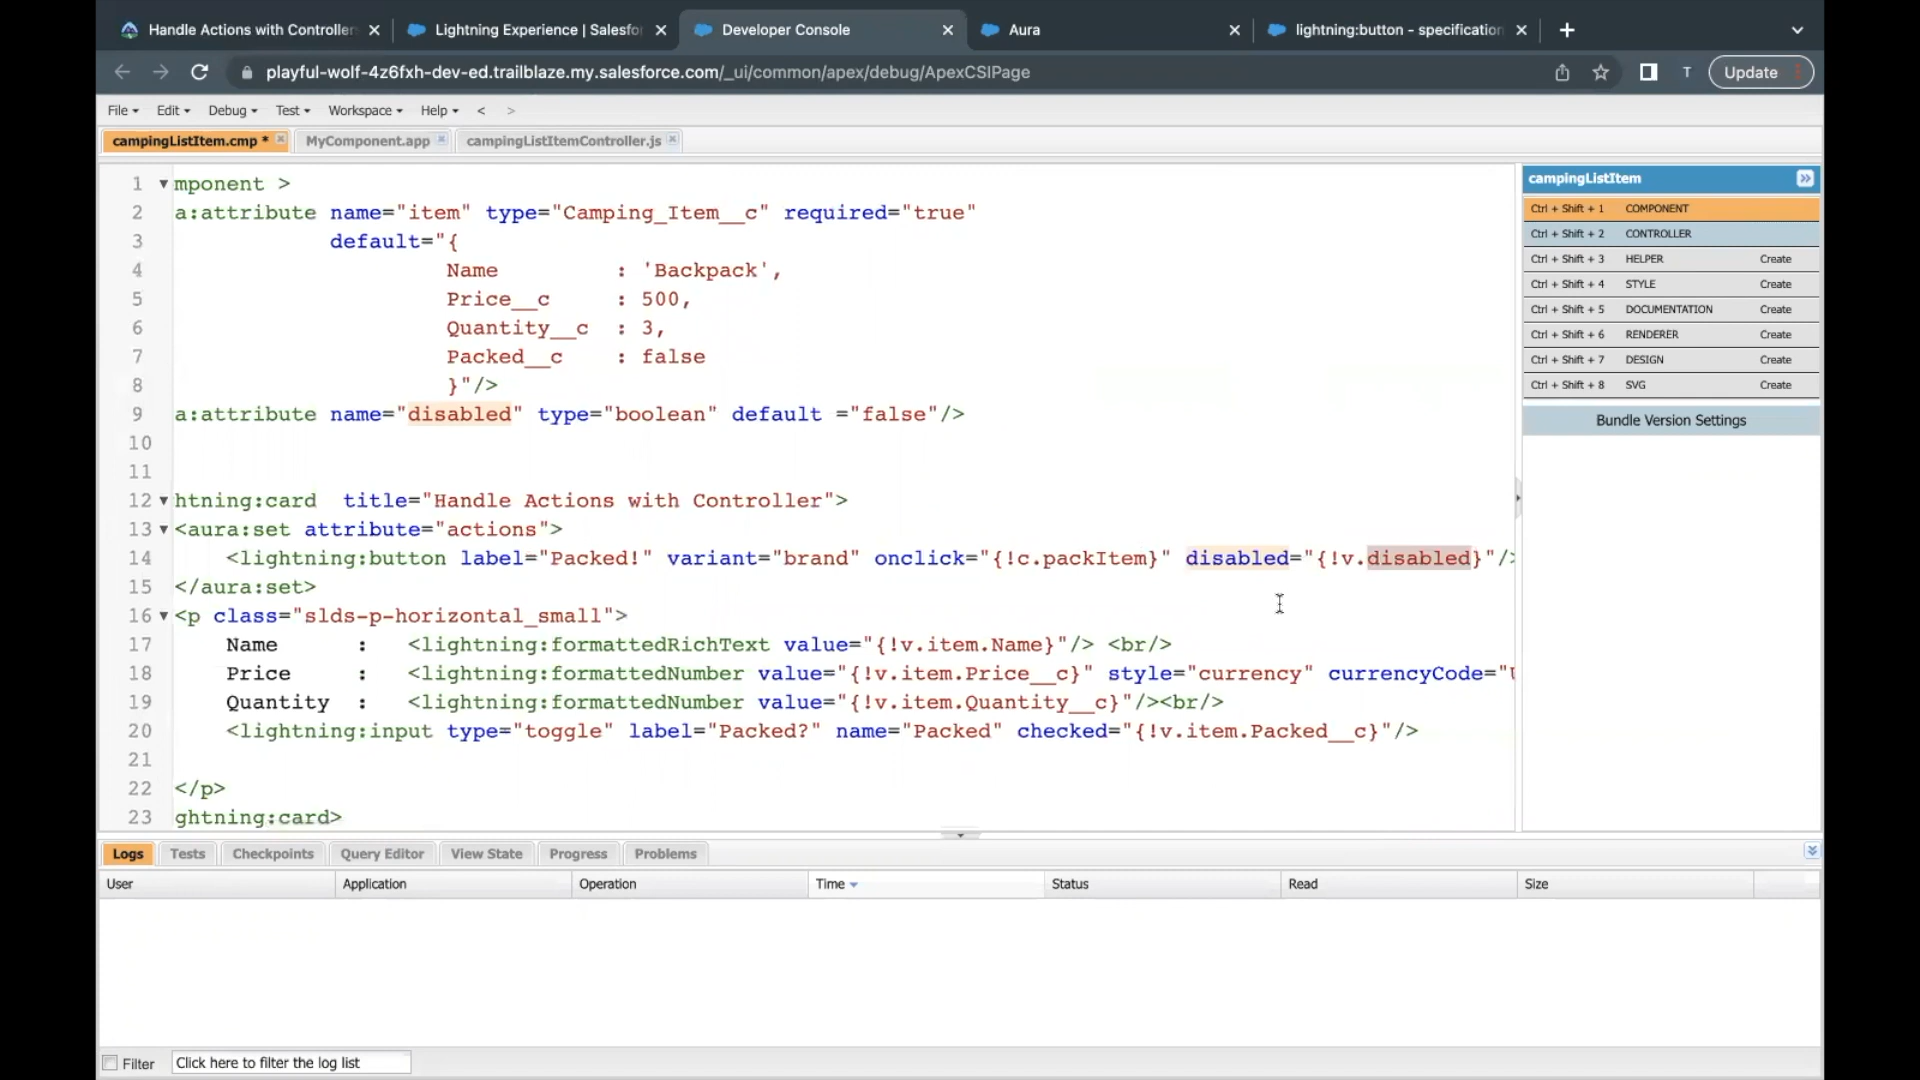 Handle Actions with Controller
Lightning Experience | Salesfo
Developer Console
Aura
lightning:button - specification
playful-wolf-4z6fxh-dev-ed.trailblaze.my.salesforce.com/_ui/common/apex/debug/ApexCSIPage
T
Update
File Edit Debug Test Workspace Help < >
campingListItem.cmp * MyComponent.app campingListItemController.js
1 mponent >
2 a:attribute name="item" type="Camping_Item__c" required="true"
3 default="{
4 Name : 'Backpack',
5 Price__c : 500,
6 Quantity__c : 3,
7 Packed__c : false
8 }"/>
9 a:attribute name="disabled" type="boolean" default ="false"/>
10
11
12 htning:card title="Handle Actions with Controller">
13 <aura:set attribute="actions">
14 <lightning:button label="Packed!" variant="brand" onclick="{!c.packItem}" disabled="{!v.disabled}"/>
15 </aura:set>
16 <p class="slds-p-horizontal_small">
17 Name : <lightning:formattedRichText value="{!v.item.Name}"/> <br/>
18 Price : <lightning:formattedNumber value="{!v.item.Price__c}" style="currency" currencyCode="U
19 Quantity : <lightning:formattedNumber value="{!v.item.Quantity__c}"/><br/>
20 <lightning:input type="toggle" label="Packed?" name="Packed" checked="{!v.item.Packed__c}"/>
21
22 </p>
23 ghtning:card>
campingListItem
Ctrl + Shift + 1 COMPONENT
Ctrl + Shift + 2 CONTROLLER
Ctrl + Shift + 3 HELPER Create
Ctrl + Shift + 4 STYLE Create
Ctrl + Shift + 5 DOCUMENTATION Create
Ctrl + Shift + 6 RENDERER Create
Ctrl + Shift + 7 DESIGN Create
Ctrl + Shift + 8 SVG Create
Bundle Version Settings
Logs Tests Checkpoints Query Editor View State Progress Problems
User Application Operation Time Status Read Size
Filter Click here to filter the log list